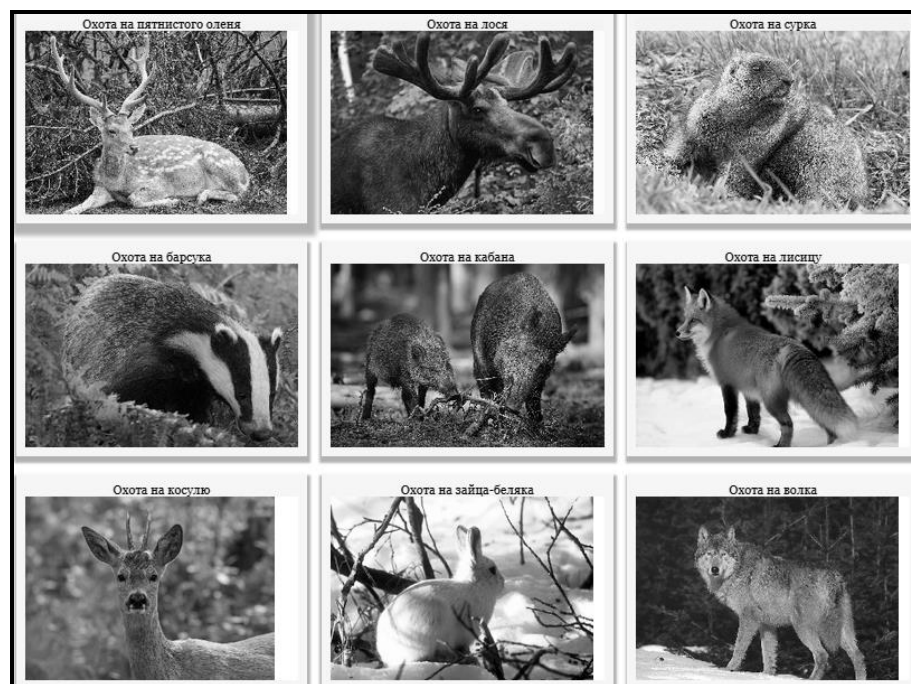 Охота на пятнистого оленя
Охота на лося
Охота на сурка
Охота на барсука
Охота на кабана
Охота на лисицу
Охота на косулю
Охота на зайца-беляка
Охота на волка